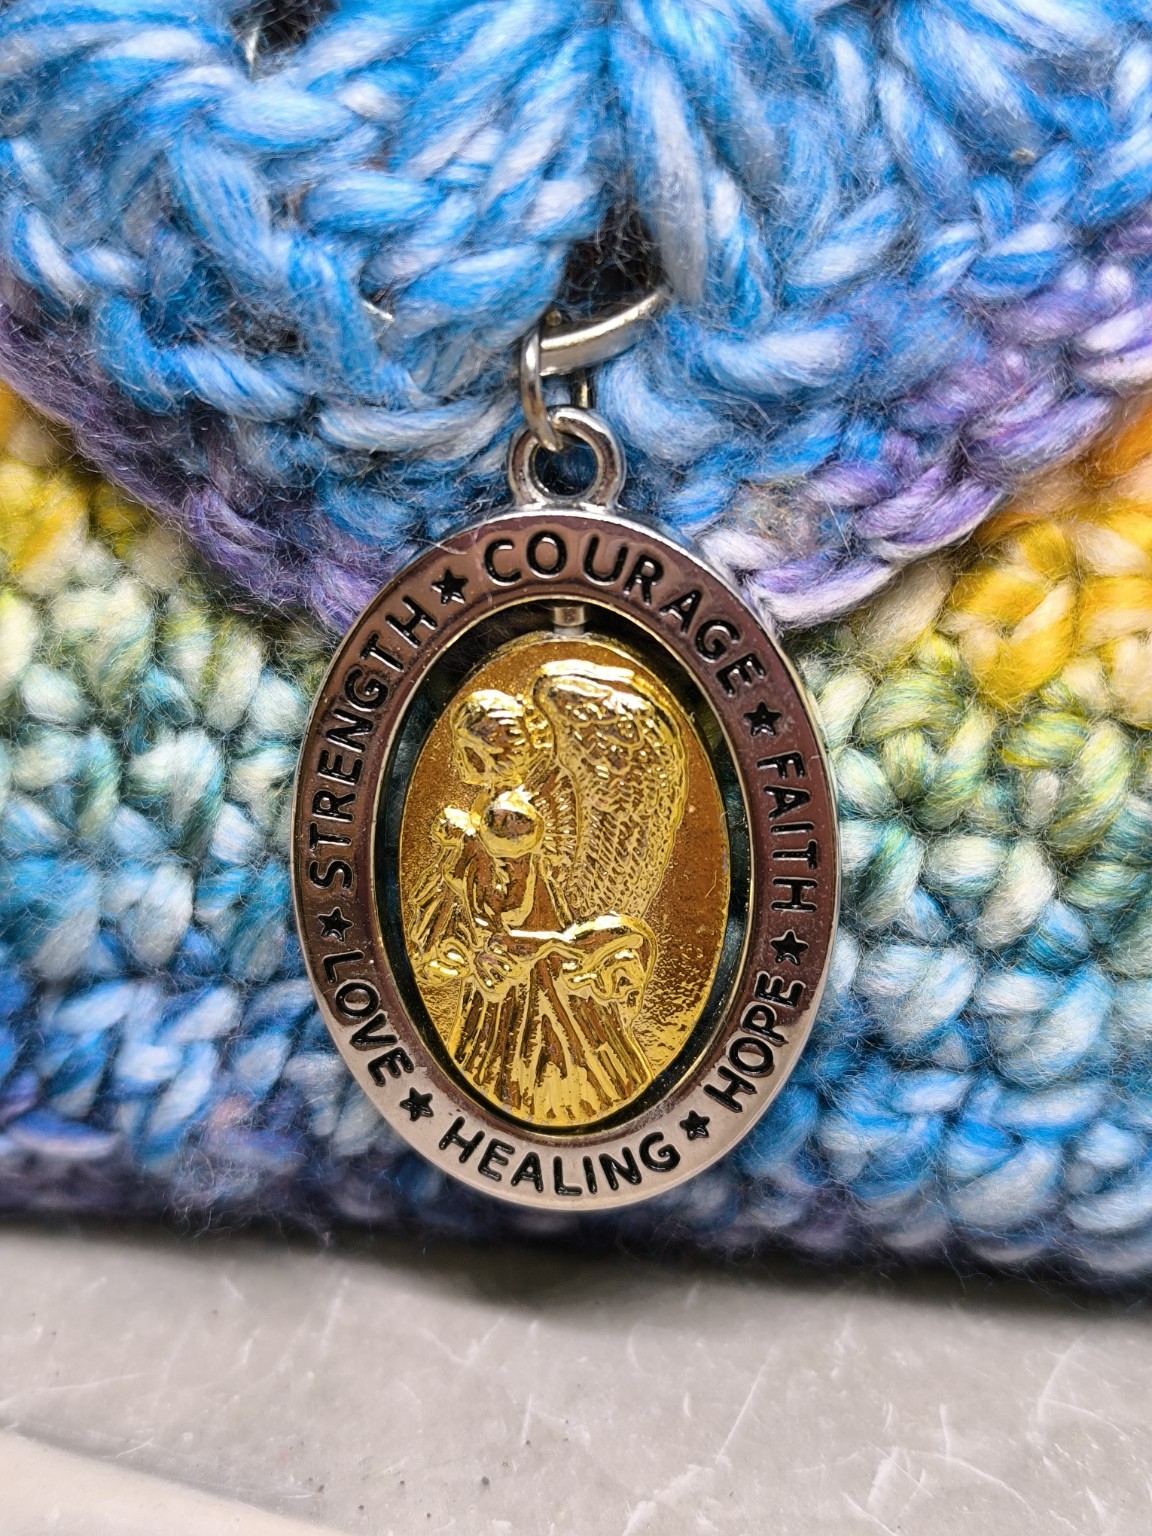 STRENGTH ★ COURAGE ★ FAITH ★ HOPE ★ HEALING ★ LOVE ★